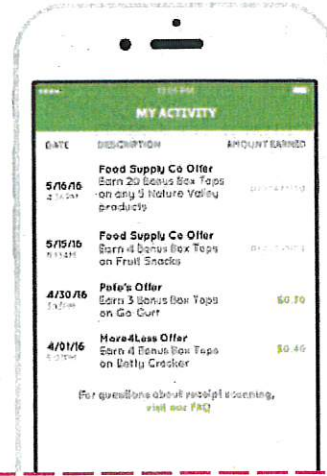 MY ACTIVITY
DATE DESCRIPTION AMOUNT EARNED
Food Supply Co Offer
5/16/16 Earn 20 Bonus Box Tops
on any 5 Nature Valley
products
Food Supply Co Offer
5/15/16 Earn 4 Bonus Box Tops
on Fruit Snacks
Pete's Offer
4/30/16 Earn 3 Bonus Box Tops $0.30
on Go-Gurt
More4Less Offer
4/01/16 Earn 4 Bonus Box Tops $0.40
on Betty Crocker
For questions about receipt scanning,
visit our FAQ